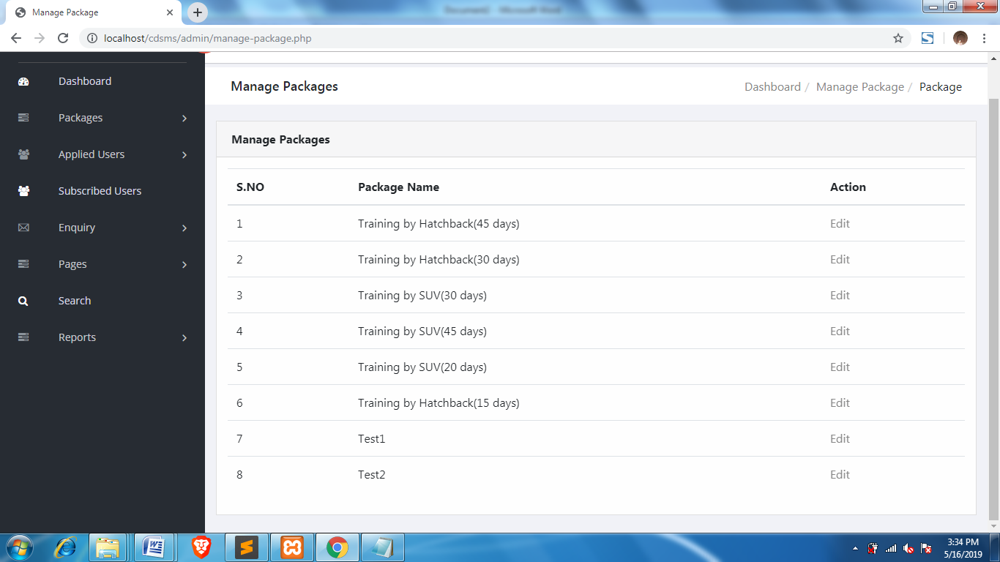 Manage Package
localhost/cdsms/admin/manage-package.php
Dashboard
Packages
Applied Users
Subscribed Users
Enquiry
Pages
Search
Reports
Manage Packages
Dashboard / Manage Package / Package
Manage Packages
S.NO Package Name Action
1 Training by Hatchback(45 days) Edit
2 Training by Hatchback(30 days) Edit
3 Training by SUV(30 days) Edit
4 Training by SUV(45 days) Edit
5 Training by SUV(20 days) Edit
6 Training by Hatchback(15 days) Edit
7 Test1 Edit
8 Test2 Edit
3:34 PM
5/16/2019